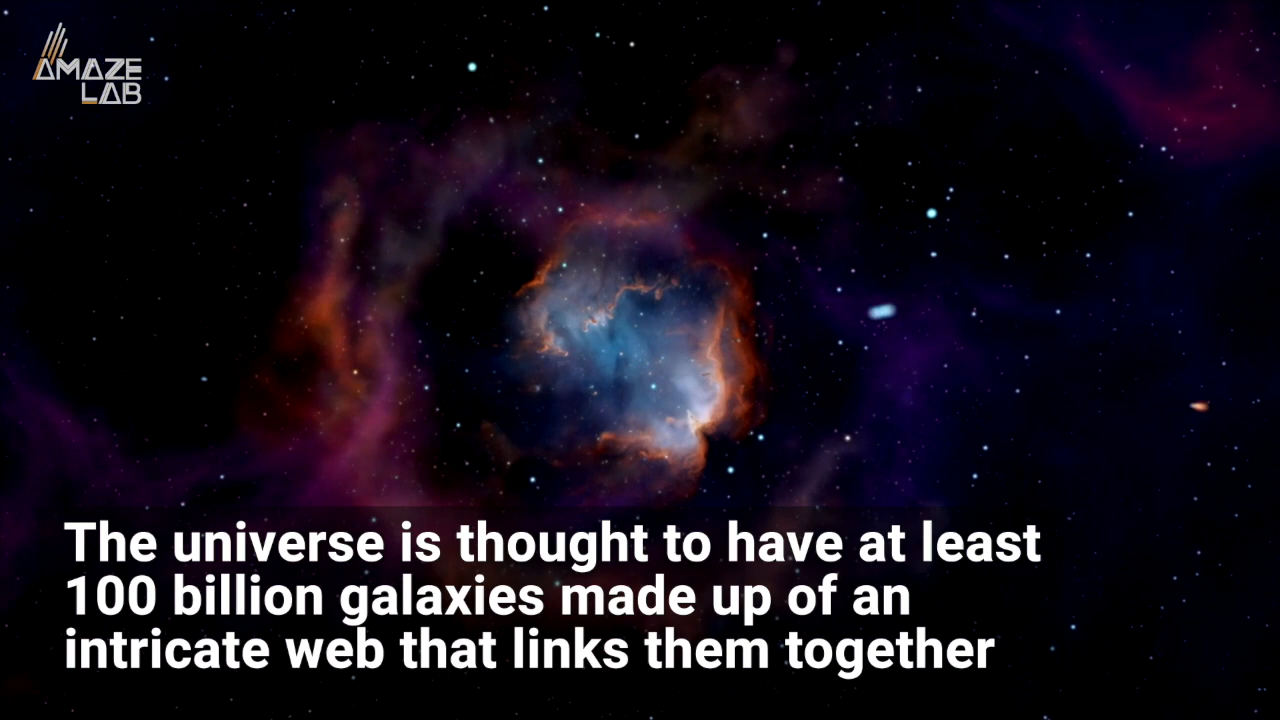 AMAZE
LAB
The universe is thought to have at least
100 billion galaxies made up of an
intricate web that links them together